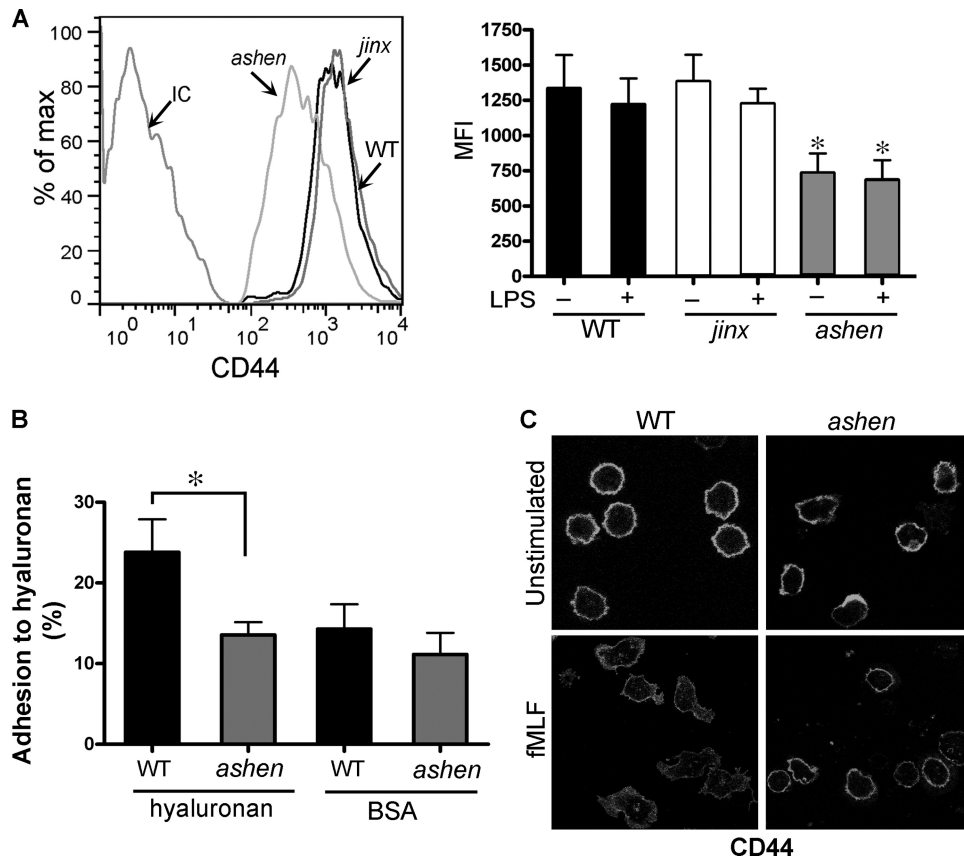 A
% of max
100
80
60
40
20
0
IC
ashen
jinx
WT
10^0 10^1 10^2 10^3 10^4
CD44
MFI
1750
1500
1250
1000
750
500
250
0
* *
LPS − + − + − +
WT jinx ashen
B
Adhesion to hyaluronan
(%)
30
20
10
0
*
WT ashen WT ashen
hyaluronan BSA
C
WT ashen
Unstimulated
fMLF
CD44